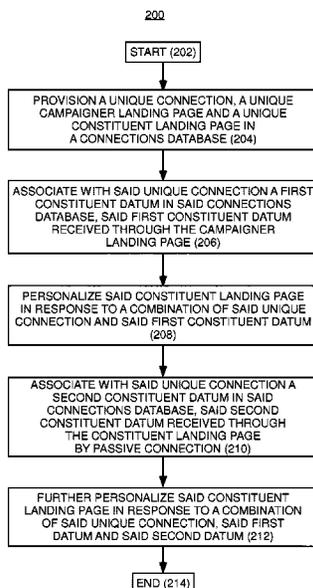 200
START (202)
PROVISION A UNIQUE CONNECTION, A UNIQUE
CAMPAIGNER LANDING PAGE AND A UNIQUE
CONSTITUENT LANDING PAGE IN
A CONNECTIONS DATABASE (204)
ASSOCIATE WITH SAID UNIQUE CONNECTION A FIRST
CONSTITUENT DATUM IN SAID CONNECTIONS
DATABASE, SAID FIRST CONSTITUENT DATUM
RECEIVED THROUGH THE CAMPAIGNER
LANDING PAGE (206)
PERSONALIZE SAID CONSTITUENT LANDING PAGE
IN RESPONSE TO A COMBINATION OF SAID UNIQUE
CONNECTION AND SAID FIRST CONSTITUENT DATUM
(208)
ASSOCIATE WITH SAID UNIQUE CONNECTION A
SECOND CONSTITUENT DATUM IN SAID
CONNECTIONS DATABASE, SAID SECOND
CONSTITUENT DATUM RECEIVED THROUGH
THE CONSTITUENT LANDING PAGE
BY PASSIVE CONNECTION (210)
FURTHER PERSONALIZE SAID CONSTITUENT
LANDING PAGE IN RESPONSE TO A COMBINATION
OF SAID UNIQUE CONNECTION, SAID FIRST
DATUM AND SAID SECOND DATUM (212)
END (214)